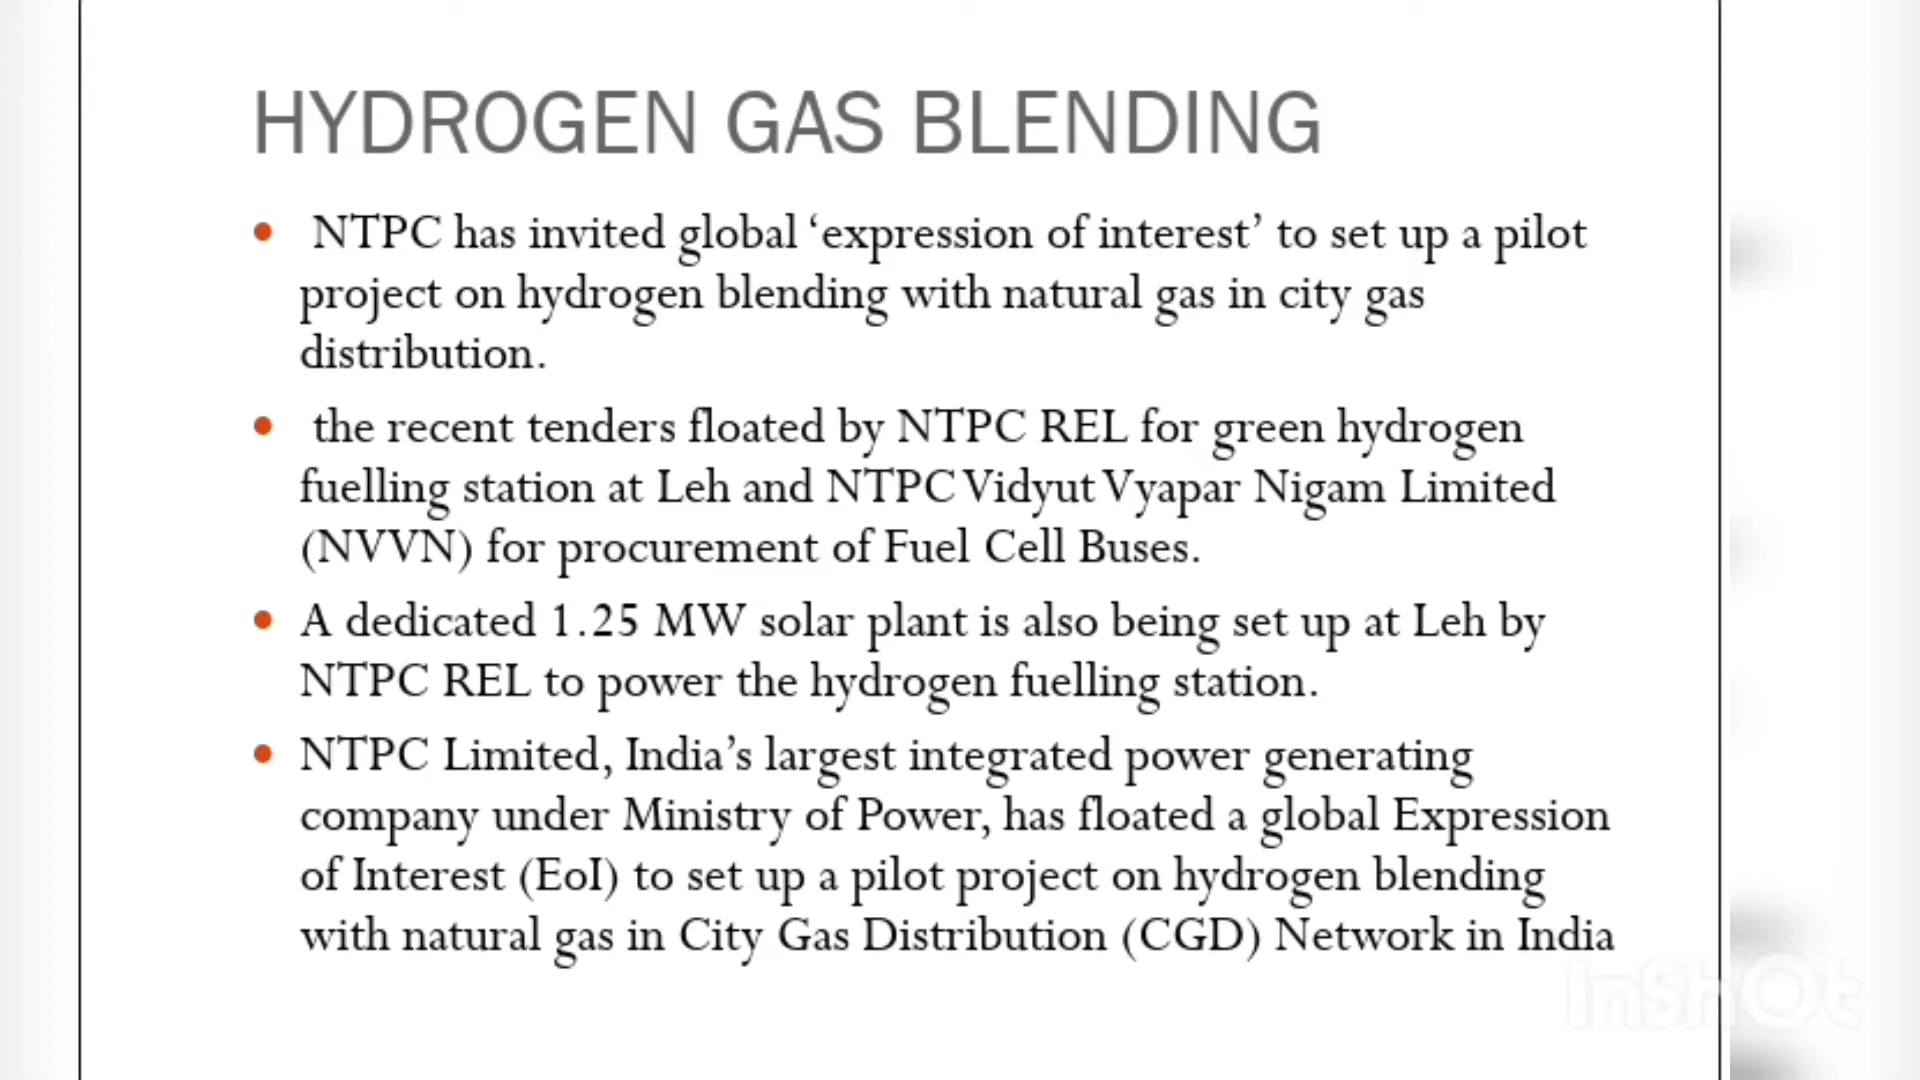 HYDROGEN GAS BLENDING
• NTPC has invited global ‘expression of interest’ to set up a pilot
project on hydrogen blending with natural gas in city gas
distribution.
• the recent tenders floated by NTPC REL for green hydrogen
fuelling station at Leh and NTPC Vidyut Vyapar Nigam Limited
(NVVN) for procurement of Fuel Cell Buses.
• A dedicated 1.25 MW solar plant is also being set up at Leh by
NTPC REL to power the hydrogen fuelling station.
• NTPC Limited, India’s largest integrated power generating
company under Ministry of Power, has floated a global Expression
of Interest (EoI) to set up a pilot project on hydrogen blending
with natural gas in City Gas Distribution (CGD) Network in India
InShOt